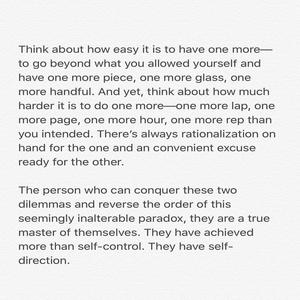 Think about how easy it is to have one more—
to go beyond what you allowed yourself and
have one more piece, one more glass, one
more handful. And yet, think about how much
harder it is to do one more—one more lap, one
more page, one more hour, one more rep than
you intended. There's always rationalization on
hand for the one and an convenient excuse
ready for the other.

The person who can conquer these two
dilemmas and reverse the order of this
seemingly inalterable paradox, they are a true
master of themselves. They have achieved
more than self-control. They have self-
direction.